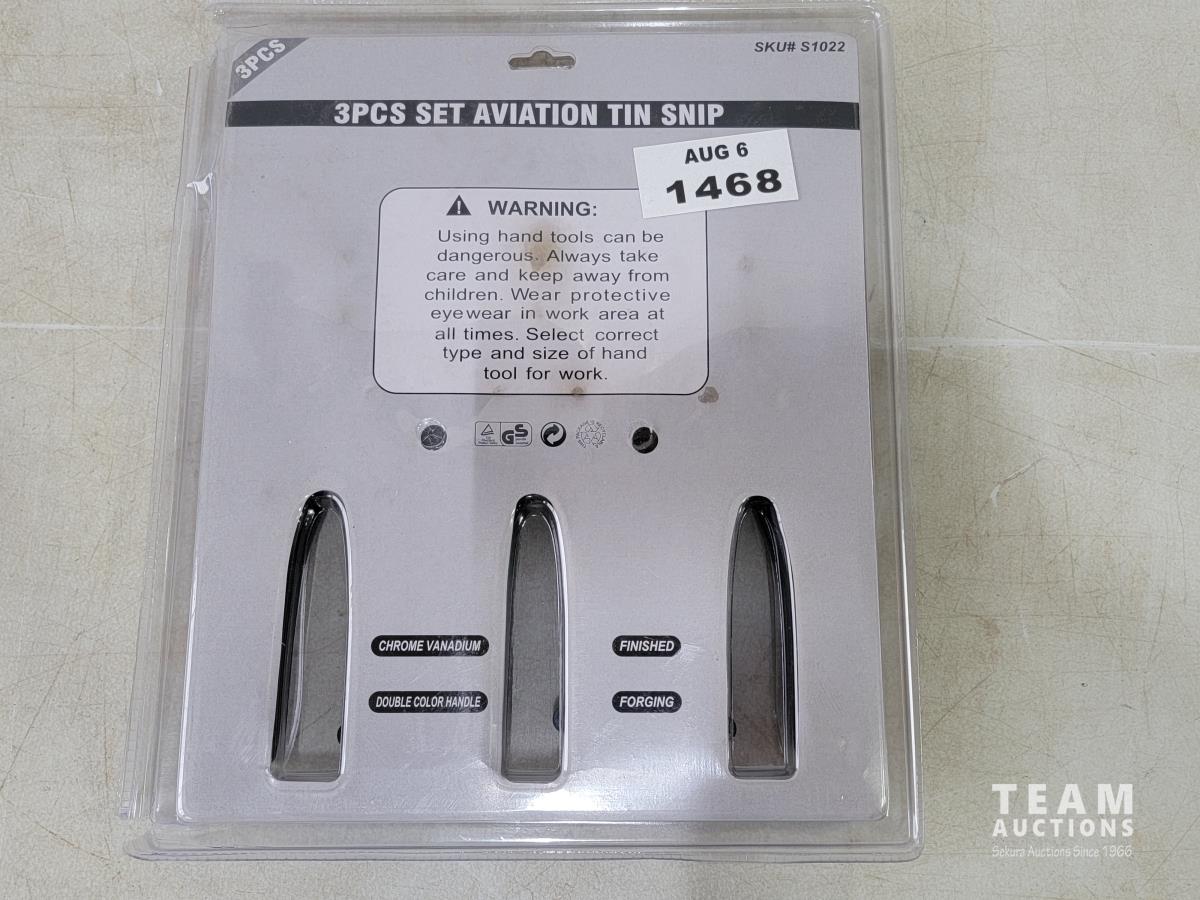 3PCS
SKU# S1022
3PCS SET AVIATION TIN SNIP
AUG 6
1468
WARNING:
Using hand tools can be
dangerous. Always take
care and keep away from
children. Wear protective
eyewear in work area at
all times. Select correct
type and size of hand
tool for work.
GS
CHROME VANADIUM
FINISHED
DOUBLE COLOR HANDLE
FORGING
TEAM
AUCTIONS
Sekura Auctions Since 1966